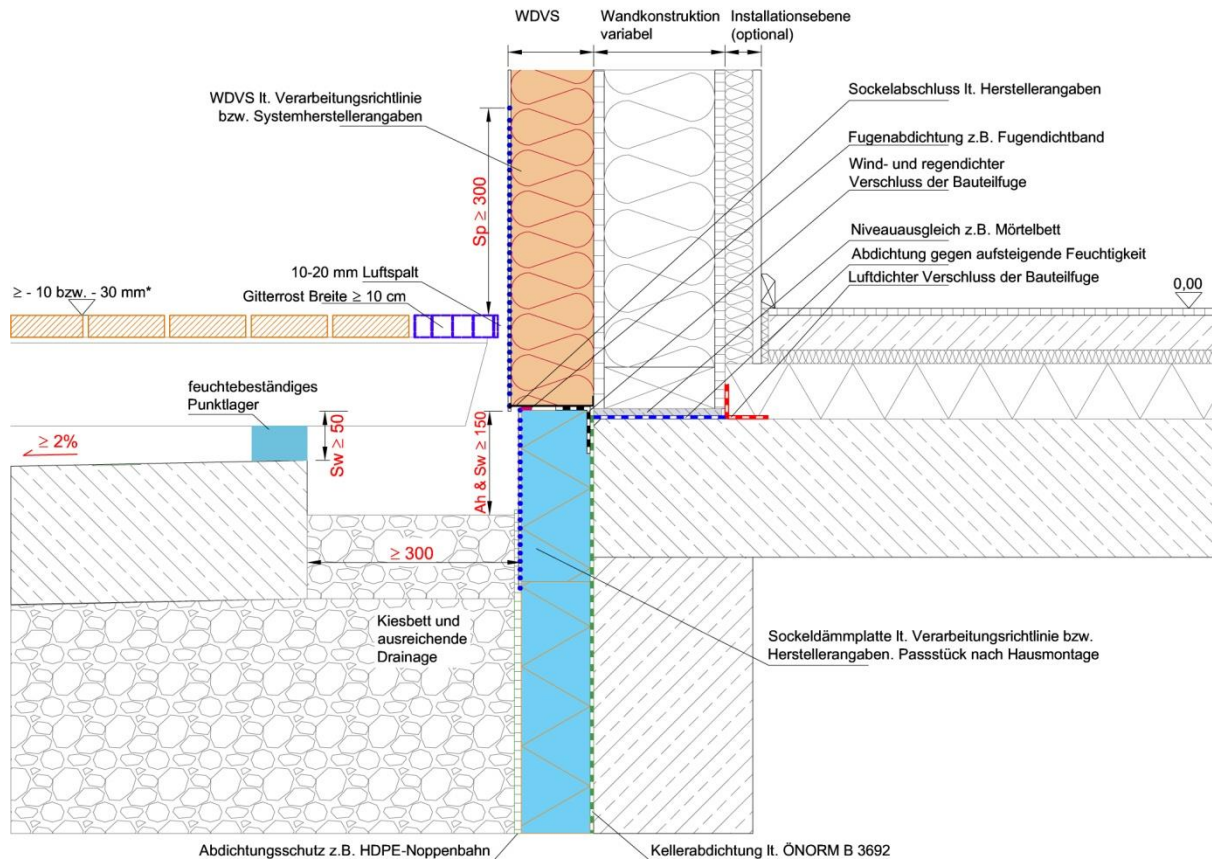 WDVS
Wandkonstruktion
variabel
Installationsebene
(optional)
WDVS lt. Verarbeitungsrichtlinie
bzw. Systemherstellerangaben
Sockelabschluss lt. Herstellerangaben
Fugenabdichtung z.B. Fugendichtband
Wind- und regendichter
Verschluss der Bauteilfuge
Niveauausgleich z.B. Mörtelbett
Abdichtung gegen aufsteigende Feuchtigkeit
Luftdichter Verschluss der Bauteilfuge
Sp ≥ 300
10-20 mm Luftspalt
Gitterrost Breite ≥ 10 cm
≥ - 10 bzw. - 30 mm*
0,00
feuchtebeständiges
Punktlager
≥ 2%
Sw ≥ 50
Ah & Sw ≥ 150
≥ 300
Kiesbett und
ausreichende
Drainage
Sockeldämmplatte lt. Verarbeitungsrichtlinie bzw.
Herstellerangaben. Passstück nach Hausmontage
Abdichtungsschutz z.B. HDPE-Noppenbahn
Kellerabdichtung lt. ÖNORM B 3692